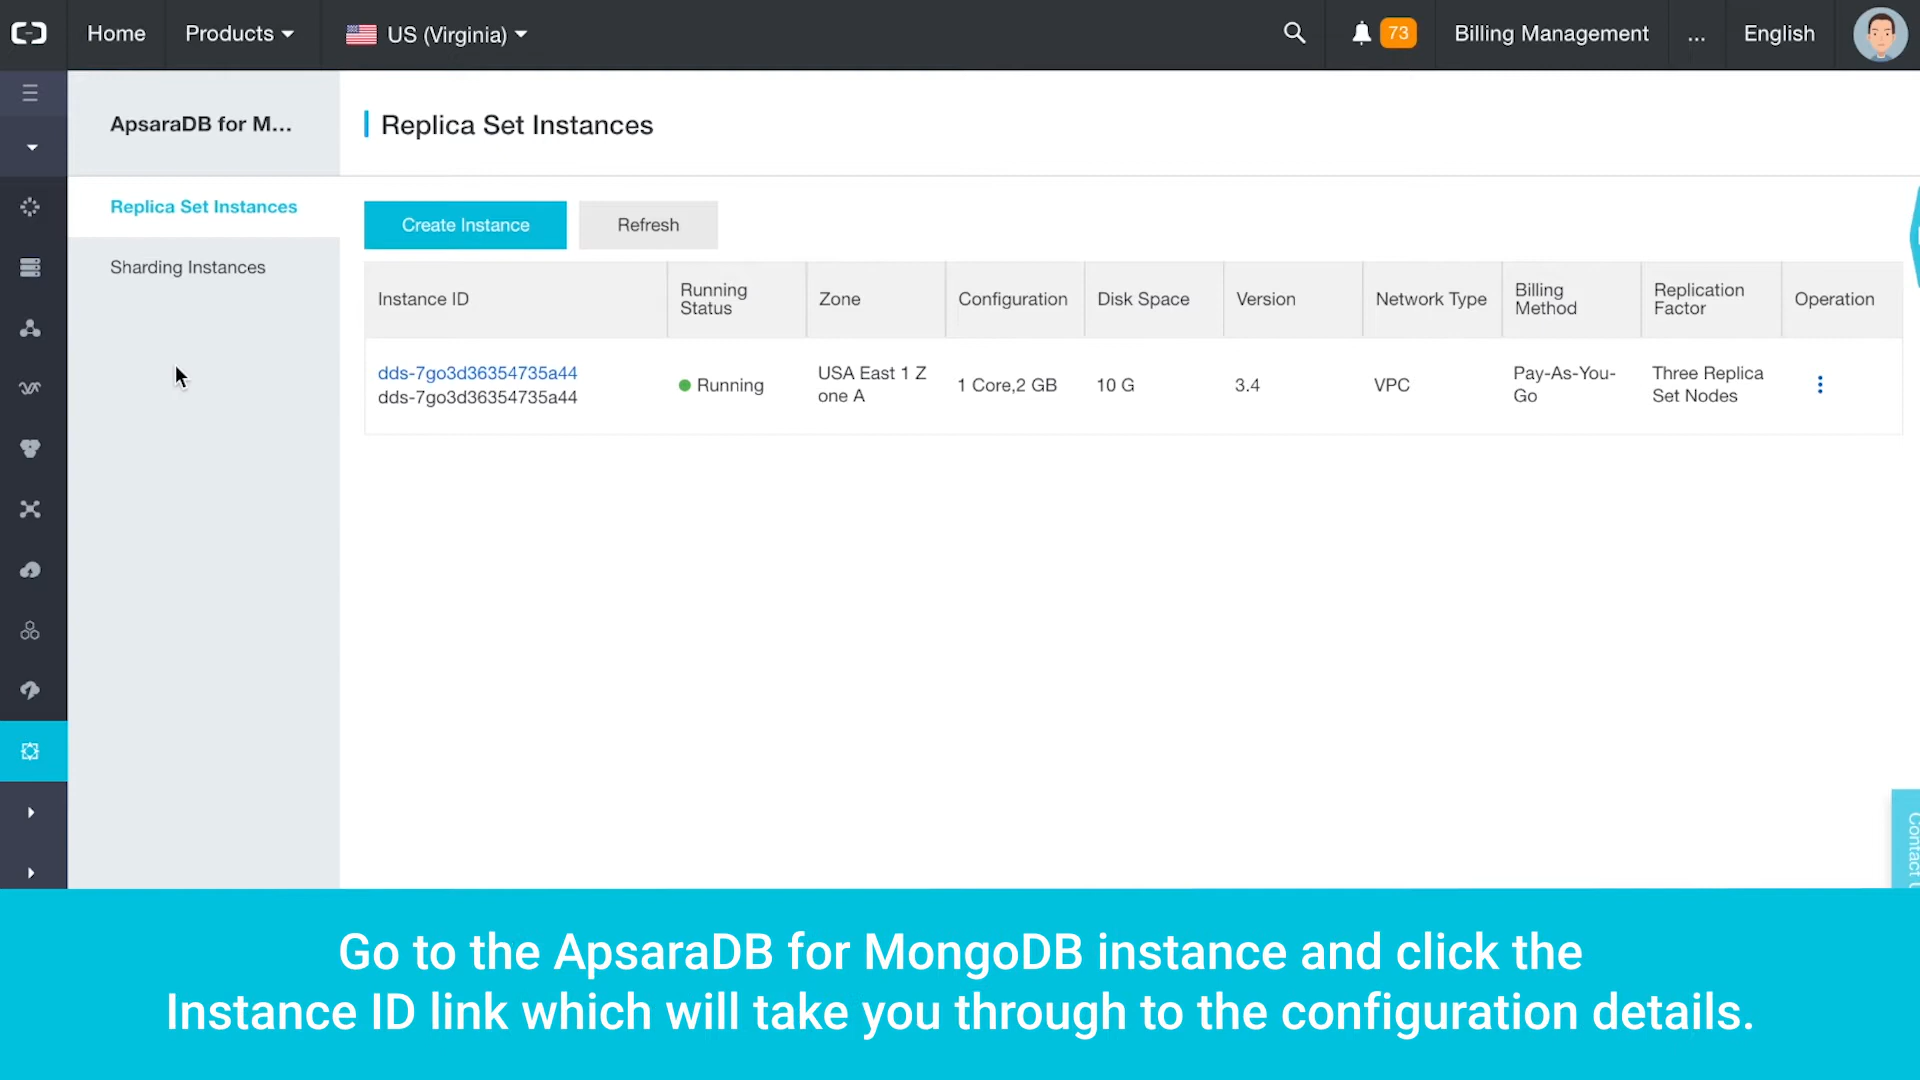 Home
Products
US (Virginia)
73
Billing Management
...
English
ApsaraDB for M...
Replica Set Instances
Replica Set Instances
Sharding Instances
Create Instance
Refresh
Instance ID
Running
Status
Zone
Configuration
Disk Space
Version
Network Type
Billing
Method
Replication
Factor
Operation
dds-7go3d36354735a44
dds-7go3d36354735a44
Running
USA East 1 Z
one A
1 Core,2 GB
10 G
3.4
VPC
Pay-As-You-
Go
Three Replica
Set Nodes
Contact
Go to the ApsaraDB for MongoDB instance and click the
Instance ID link which will take you through to the configuration details.